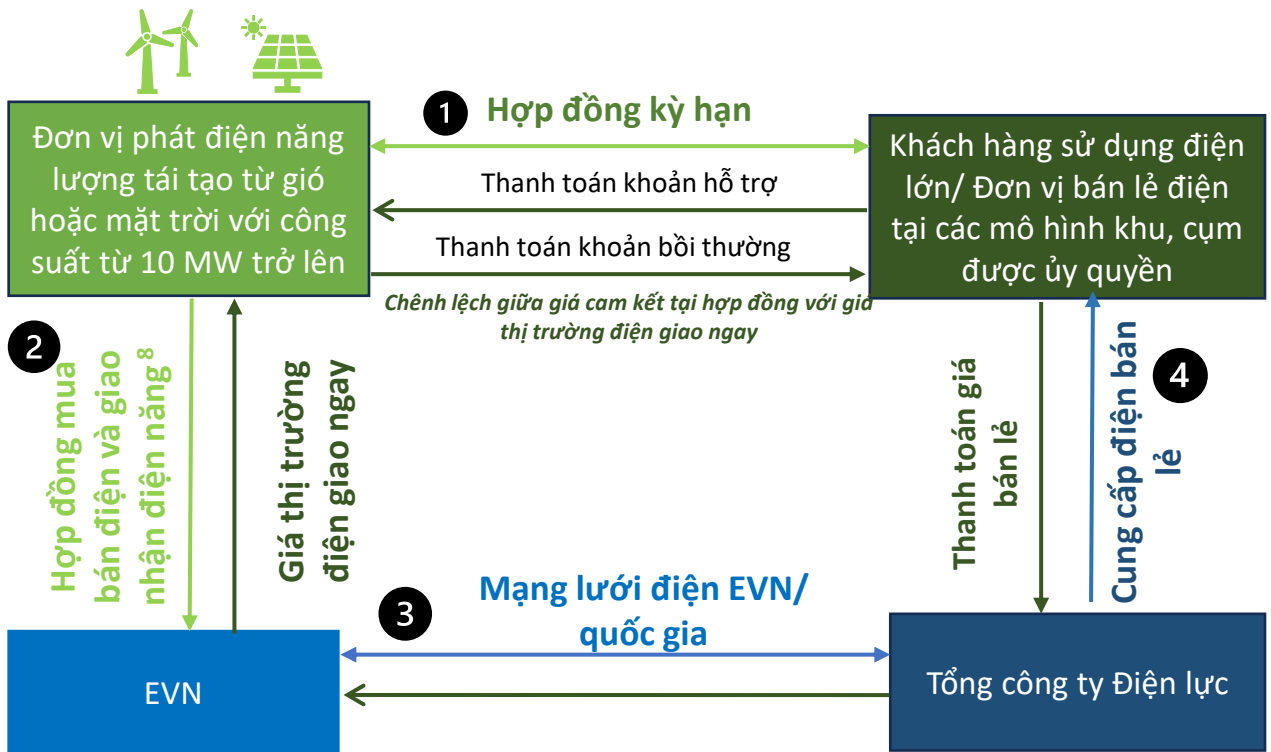 1
Hợp đồng kỳ hạn
Đơn vị phát điện năng
lượng tái tạo từ gió
hoặc mặt trời với công
suất từ 10 MW trở lên
Thanh toán khoản hỗ trợ
Thanh toán khoản bồi thường
Chênh lệch giữa giá cam kết tại hợp đồng với giá
thị trường điện giao ngay
Khách hàng sử dụng điện
lớn/ Đơn vị bán lẻ điện
tại các mô hình khu, cụm
được ủy quyền
2
Hợp đồng mua
bán điện và giao
nhận điện năng 8
Giá thị trường
điện giao ngay
Thanh toán giá
bán lẻ
Cung cấp điện bán
lẻ
4
3
Mạng lưới điện EVN/
quốc gia
EVN
Tổng công ty Điện lực